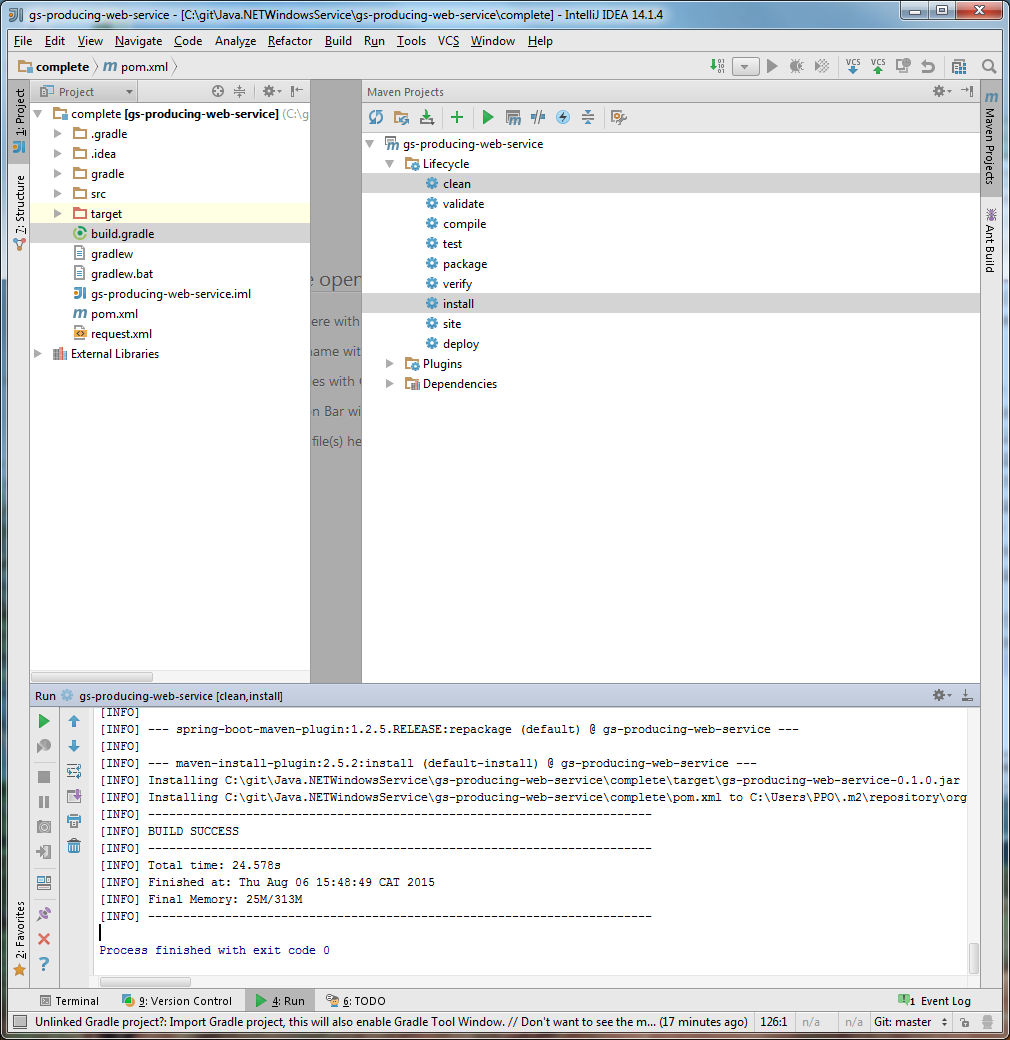 gs-producing-web-service - [C:\git\Java.NETWindowsService\gs-producing-web-service\complete] - IntelliJ IDEA 14.1.4
File Edit View Navigate Code Analyze Refactor Build Run Tools VCS Window Help
complete pom.xml
VCS VCS
1: Project
Z: Structure
2: Favorites
Project
complete [gs-producing-web-service] (C:\g
.gradle
.idea
gradle
src
target
build.gradle
gradlew
gradlew.bat
gs-producing-web-service.iml
pom.xml
request.xml
External Libraries
e open
ere with
name wit
es with
n Bar wi
file(s) he
Maven Projects
gs-producing-web-service
Lifecycle
clean
validate
compile
test
package
verify
install
site
deploy
Plugins
Dependencies
Maven Projects
Ant Build
Run gs-producing-web-service [clean,install]
[INFO]
[INFO] --- spring-boot-maven-plugin:1.2.5.RELEASE:repackage (default) @ gs-producing-web-service ---
[INFO]
[INFO] --- maven-install-plugin:2.5.2:install (default-install) @ gs-producing-web-service ---
[INFO] Installing C:\git\Java.NETWindowsService\gs-producing-web-service\complete\target\gs-producing-web-service-0.1.0.jar
[INFO] Installing C:\git\Java.NETWindowsService\gs-producing-web-service\complete\pom.xml to C:\Users\PPO\.m2\repository\org
[INFO] ------------------------------------------------------------------------
[INFO] BUILD SUCCESS
[INFO] ------------------------------------------------------------------------
[INFO] Total time: 24.578s
[INFO] Finished at: Thu Aug 06 15:48:49 CAT 2015
[INFO] Final Memory: 25M/313M
[INFO] ------------------------------------------------------------------------
Process finished with exit code 0
Terminal 9: Version Control 4: Run 6: TODO 1 Event Log
Unlinked Gradle project?: Import Gradle project, this will also enable Gradle Tool Window. // Don't want to see the m... (17 minutes ago) 126:1 n/a n/a Git: master